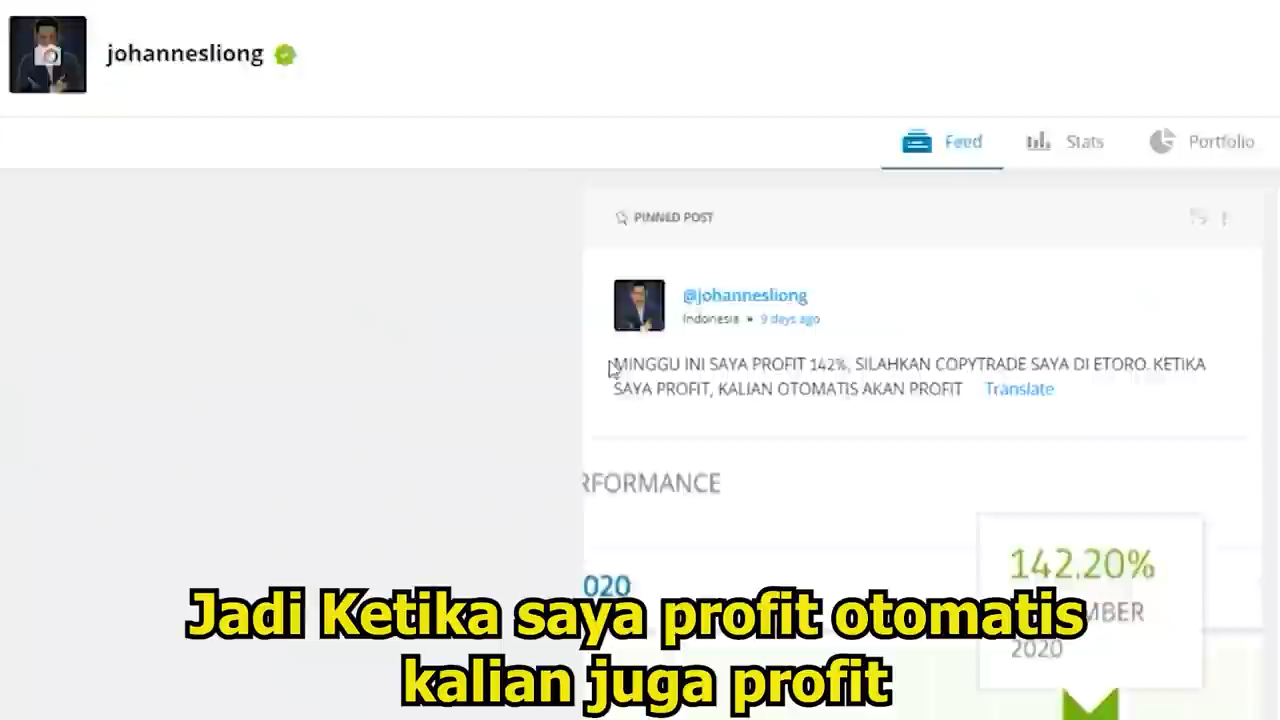 johannesliong
Feed
Stats
Portfolio
PINNED POST
@johannesliong
Indonesia • 9 days ago
MINGGU INI SAYA PROFIT 142%, SILAHKAN COPYTRADE SAYA DI ETORO. KETIKA
SAYA PROFIT, KALIAN OTOMATIS AKAN PROFIT Translate
RFORMANCE
020
142.20%
MBER
2020
Jadi Ketika saya profit otomatis
kalian juga profit